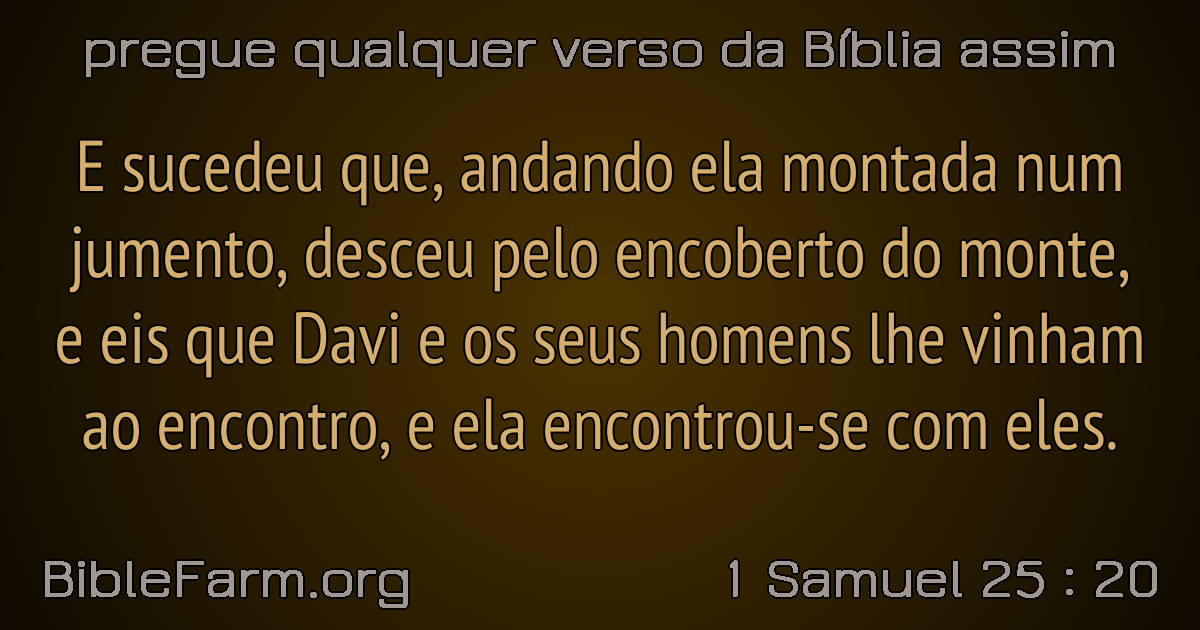 pregue qualquer verso da Bíblia assim
E sucedeu que, andando ela montada num
jumento, desceu pelo encoberto do monte,
e eis que Davi e os seus homens lhe vinham
ao encontro, e ela encontrou-se com eles.
BibleFarm.org
1 Samuel 25 : 20